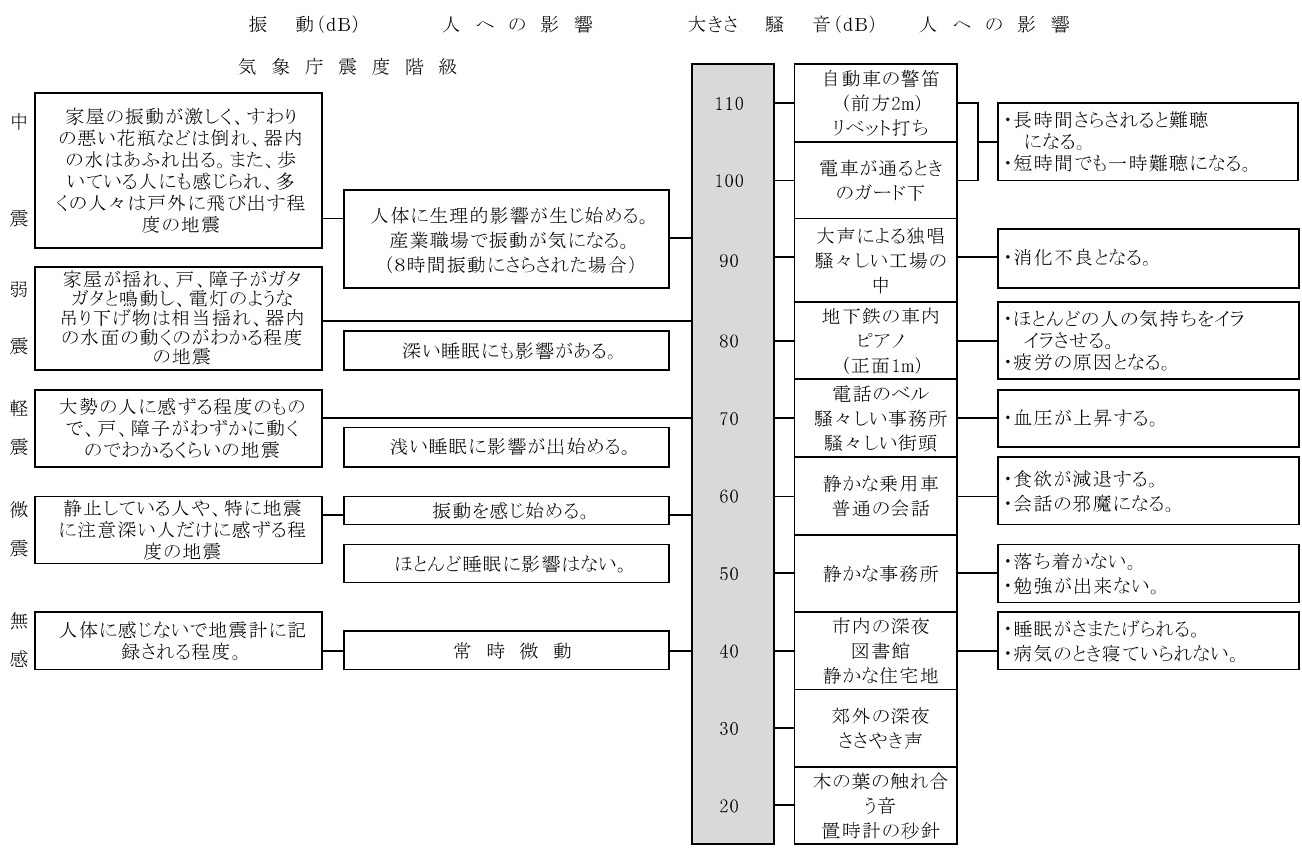 振 動(dB) 人 へ の 影 響 大きさ 騒 音(dB) 人 へ の 影 響
気 象 庁 震 度 階 級
中
震
家屋の振動が激しく、すわり
の悪い花瓶などは倒れ、器内
の水はあふれ出る。また、歩
いている人にも感じられ、多
くの人々は戸外に飛び出す程
度の地震
人体に生理的影響が生じ始める。
産業職場で振動が気になる。
(8時間振動にさらされた場合)
弱
震
家屋が揺れ、戸、障子がガタ
ガタと鳴動し、電灯のような
吊り下げ物は相当揺れ、器内
の水面の動くのがわかる程度
の地震
深い睡眠にも影響がある。
軽
震
大勢の人に感ずる程度のもの
で、戸、障子がわずかに動く
のでわかるくらいの地震
浅い睡眠に影響が出始める。
微
震
静止している人や、特に地震
に注意深い人だけに感ずる程
度の地震
振動を感じ始める。
ほとんど睡眠に影響はない。
無
感
人体に感じないで地震計に記
録される程度。
常 時 微 動
110
100
90
80
70
60
50
40
30
20
自動車の警笛
(前方2m)
リベット打ち
電車が通るとき
のガード下
大声による独唱
騒々しい工場の
中
地下鉄の車内
ピアノ
(正面1m)
電話のベル
騒々しい事務所
騒々しい街頭
静かな乗用車
普通の会話
静かな事務所
市内の深夜
図書館
静かな住宅地
郊外の深夜
ささやき声
木の葉の触れ合
う音
置時計の秒針
・長時間さらされると難聴
になる。
・短時間でも一時難聴になる。
・消化不良となる。
・ほとんどの人の気持ちをイラ
イラさせる。
・疲労の原因となる。
・血圧が上昇する。
・食欲が減退する。
・会話の邪魔になる。
・落ち着かない。
・勉強が出来ない。
・睡眠がさまたげられる。
・病気のとき寝ていられない。